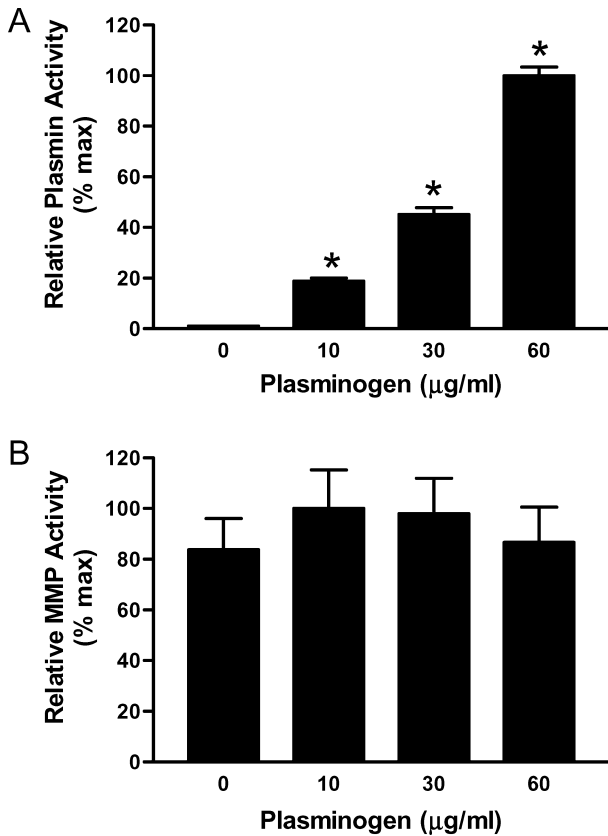 A
Relative Plasmin Activity
(% max)
120
100
80
60
40
20
0
*
*
*
0 10 30 60
Plasminogen (μg/ml)
B
Relative MMP Activity
(% max)
120
100
80
60
40
20
0
0 10 30 60
Plasminogen (μg/ml)